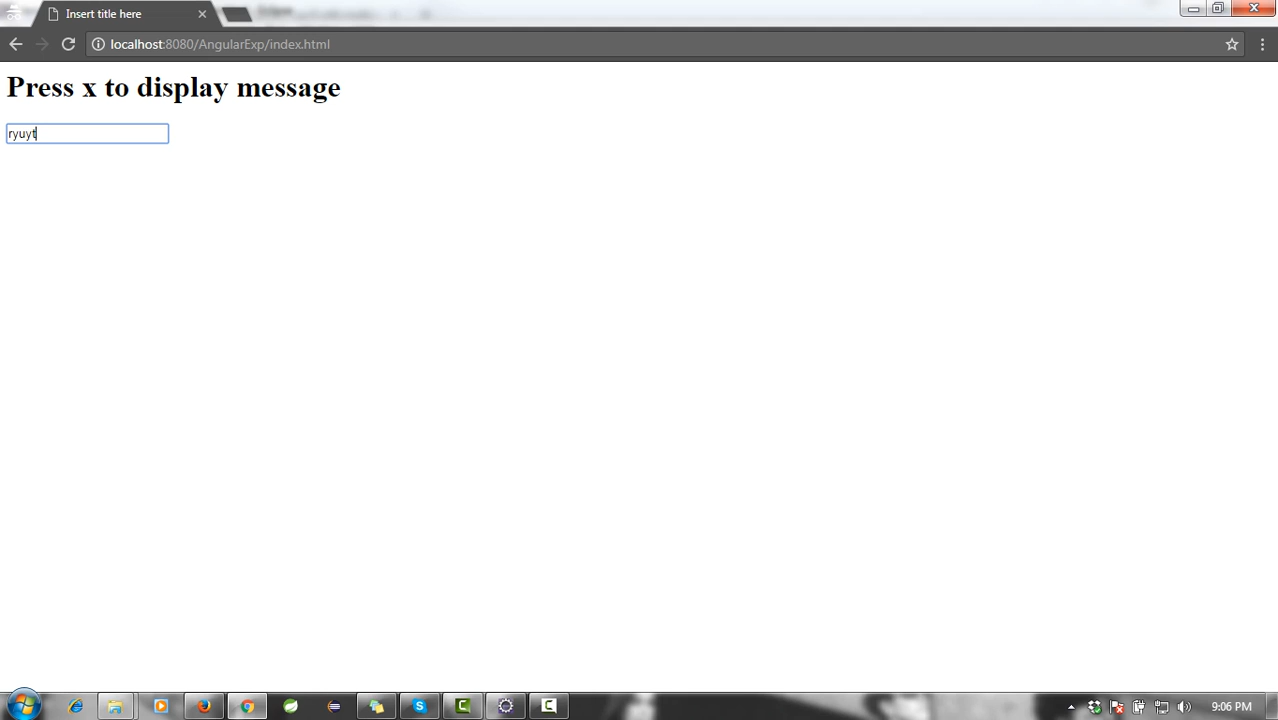 Insert title here
localhost:8080/AngularExp/index.html
Press x to display message
ryuyt
9:06 PM